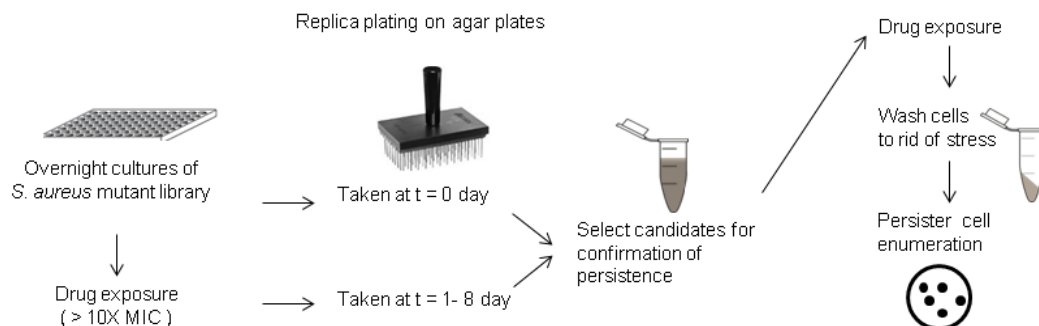 Replica plating on agar plates
Overnight cultures of
S. aureus mutant library
Drug exposure
( > 10X MIC )
Taken at t = 0 day
Taken at t = 1- 8 day
Select candidates for
confirmation of
persistence
Drug exposure
Wash cells
to rid of stress
Persister cell
enumeration